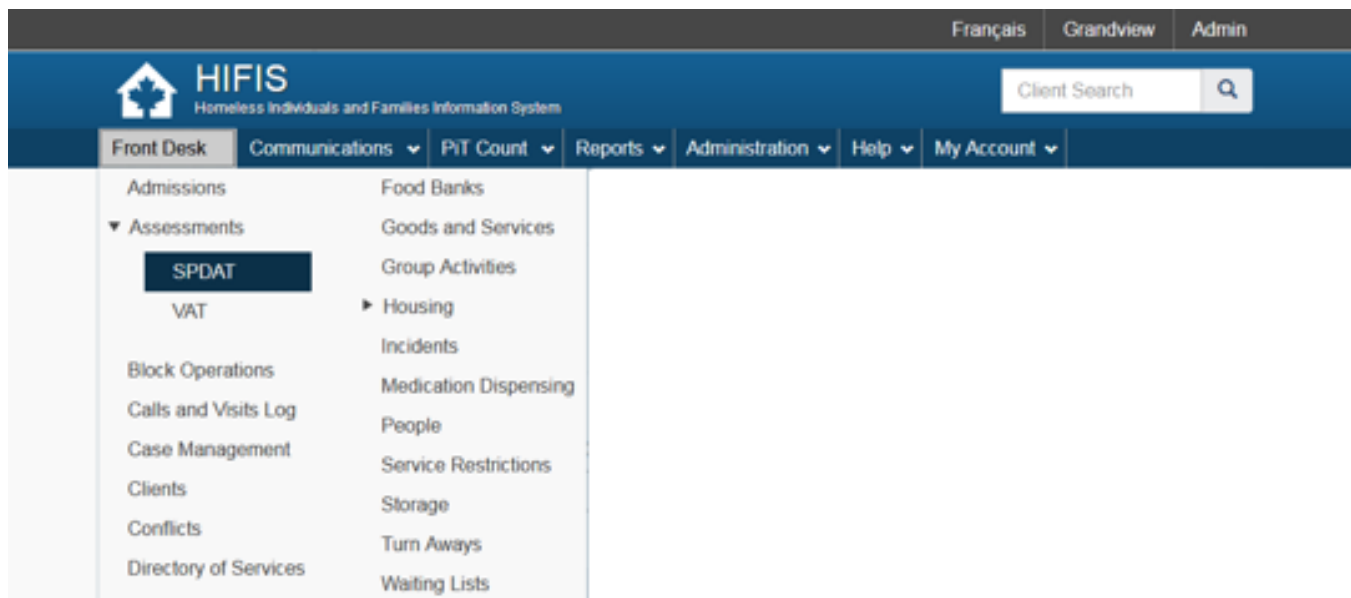 Français Grandview Admin
HIFIS
Homeless Individuals and Families Information System
Client Search
Front Desk Communications PiT Count Reports Administration Help My Account
Admissions
Assessments
SPDAT
VAT
Block Operations
Calls and Visits Log
Case Management
Clients
Conflicts
Directory of Services
Food Banks
Goods and Services
Group Activities
Housing
Incidents
Medication Dispensing
People
Service Restrictions
Storage
Turn Aways
Waiting Lists